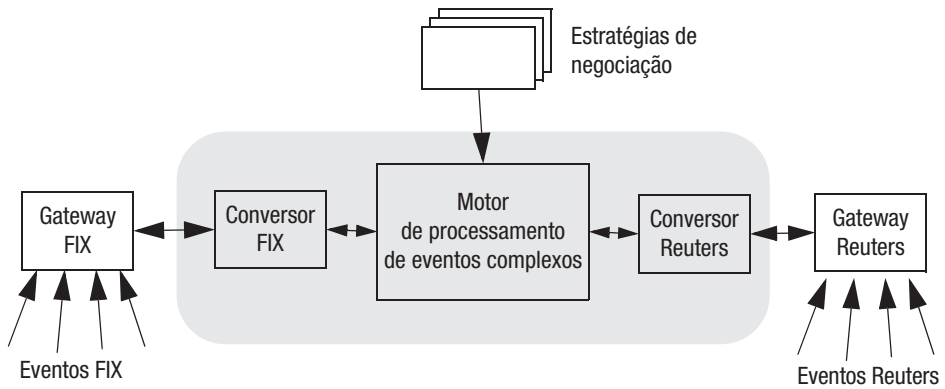 Estratégias de
negociação
Gateway
FIX
Conversor
FIX
Motor
de processamento
de eventos complexos
Conversor
Reuters
Gateway
Reuters
Eventos FIX
Eventos Reuters